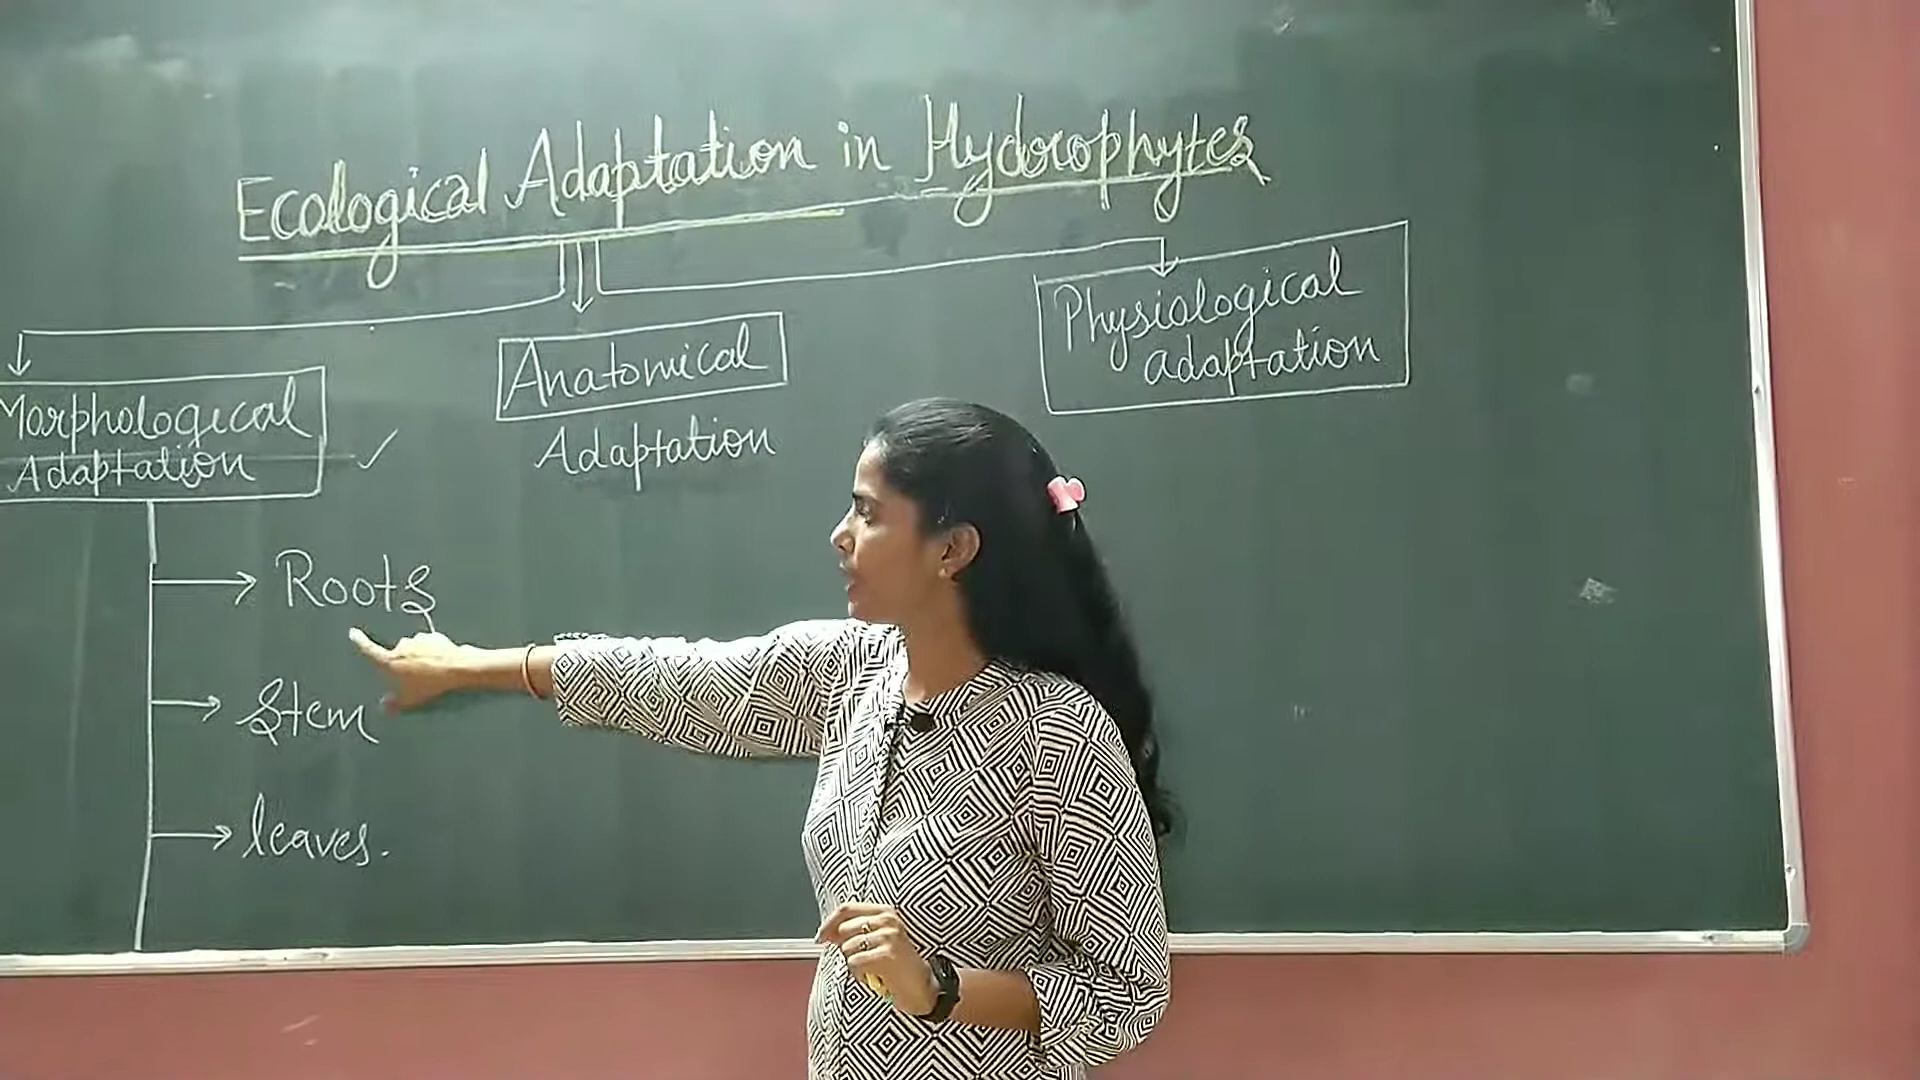 Ecological Adaptation in Hydrophytes
Morphological
Adaptation
Anatomical
Adaptation
Physiological
adaptation
Roots
Stem
leaves.